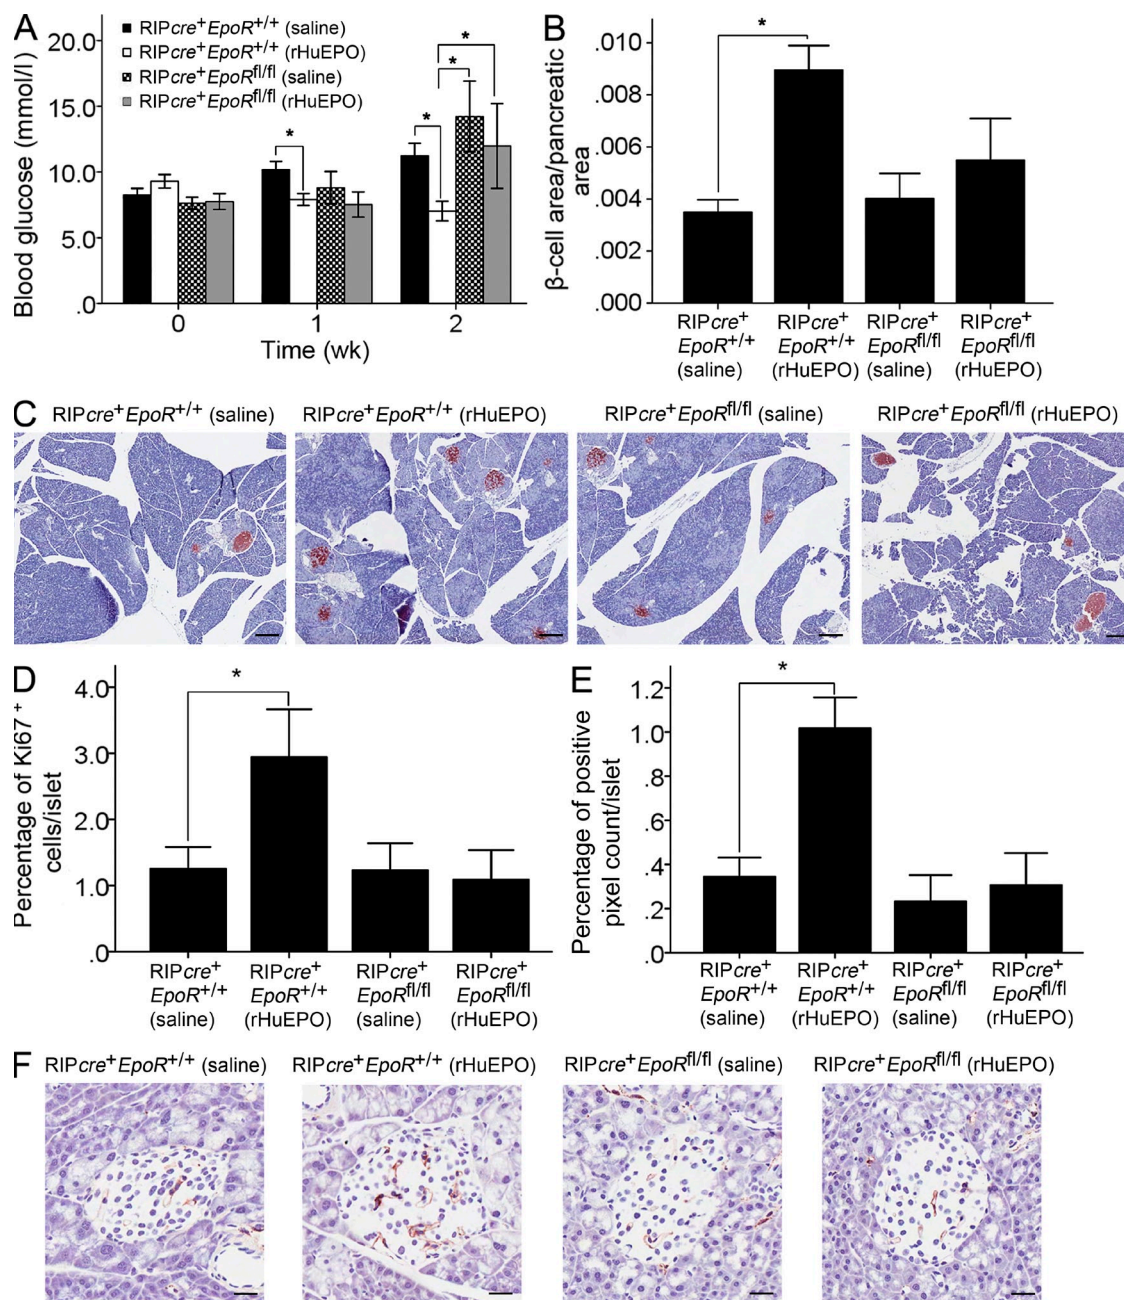 A
RIPcre+EpoR+/+ (saline)
RIPcre+EpoR+/+ (rHuEPO)
RIPcre+EpoRfl/fl (saline)
RIPcre+EpoRfl/fl (rHuEPO)
Blood glucose (mmol/l)
20.0
15.0
10.0
5.0
.0
*
*
*
*
0
1
2
Time (wk)
B
β-cell area/pancreatic
area
.010
.008
.006
.004
.002
.000
*
RIPcre+
EpoR+/+
(saline)
RIPcre+
EpoR+/+
(rHuEPO)
RIPcre+
EpoRfl/fl
(saline)
RIPcre+
EpoRfl/fl
(rHuEPO)
C
RIPcre+EpoR+/+ (saline)
RIPcre+EpoR+/+ (rHuEPO)
RIPcre+EpoRfl/fl (saline)
RIPcre+EpoRfl/fl (rHuEPO)
D
Percentage of Ki67+
cells/islet
4.0
3.0
2.0
1.0
.0
*
RIPcre+
EpoR+/+
(saline)
RIPcre+
EpoR+/+
(rHuEPO)
RIPcre+
EpoRfl/fl
(saline)
RIPcre+
EpoRfl/fl
(rHuEPO)
E
Percentage of positive
pixel count/islet
1.2
1.0
.8
.6
.4
.2
.0
*
RIPcre+
EpoR+/+
(saline)
RIPcre+
EpoR+/+
(rHuEPO)
RIPcre+
EpoRfl/fl
(saline)
RIPcre+
EpoRfl/fl
(rHuEPO)
F
RIPcre+EpoR+/+ (saline)
RIPcre+EpoR+/+ (rHuEPO)
RIPcre+EpoRfl/fl (saline)
RIPcre+EpoRfl/fl (rHuEPO)